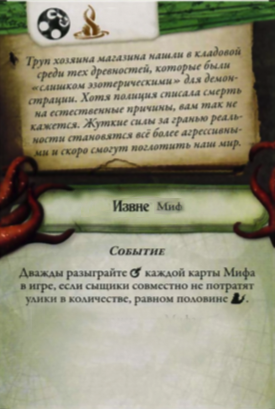 Труп хозяина магазина нашли в кладовой
среди тех древностей, которые были
«слишком эзотерическими» для демон-
страции. Хотя полиция списала смерть
на естественные причины, вам так не
кажется. Жуткие силы за гранью реаль-
ности становятся всё более агрессивны-
ми и скоро смогут поглотить наш мир.
Извне Миф
Событие
Дважды разыграйте каждой карты Мифа
в игре, если сыщики совместно не потратят
улики в количестве, равном половине .